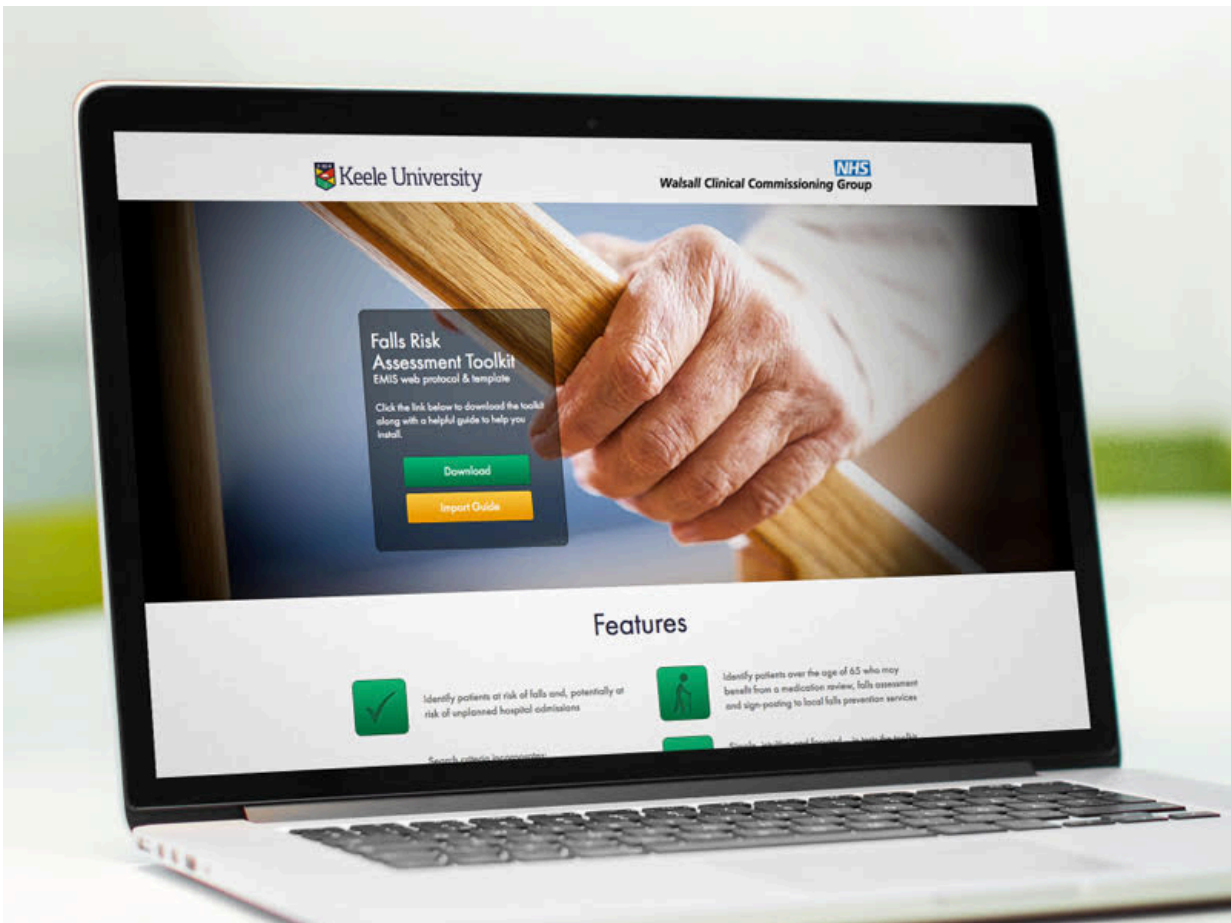 Keele University
NHS
Walsall Clinical Commissioning Group
Falls Risk
Assessment Toolkit
EMIS web protocol & template
Click the link below to download the toolkit
along with a helpful guide to help you
install.
Download
Import Guide
Features
Identify patients at risk of falls and, potentially at
risk of unplanned hospital admissions
Identify patients over the age of 65 who may
benefit from a medication review, falls assessment
and sign-posting to local falls prevention services
Search criteria incorporates: